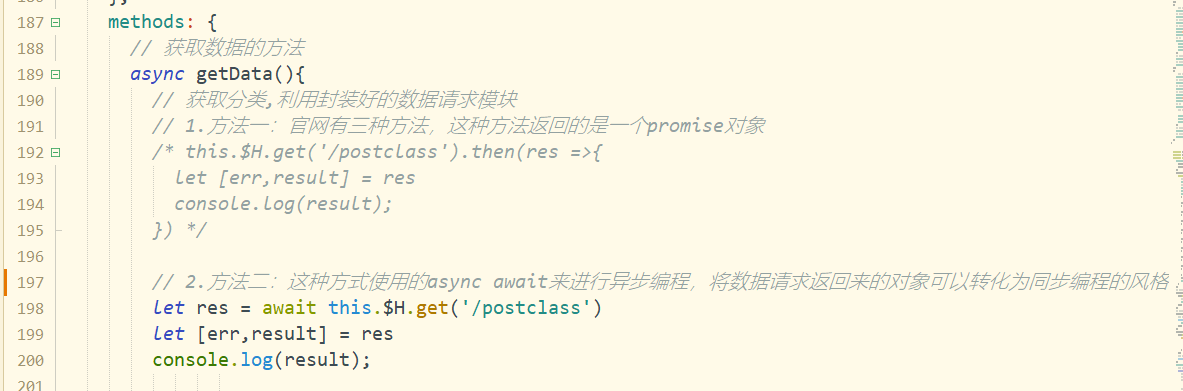 187 methods: {
188 // 获取数据的方法
189 async getData(){
190 // 获取分类,利用封装好的数据请求模块
191 // 1.方法一：官网有三种方法，这种方法返回的是一个promise对象
192 /* this.$H.get('/postclass').then(res =>{
193 let [err,result] = res
194 console.log(result);
195 }) */
196
197 // 2.方法二：这种方式使用的async await来进行异步编程，将数据请求返回来的对象可以转化为同步编程的风格
198 let res = await this.$H.get('/postclass')
199 let [err,result] = res
200 console.log(result);
201